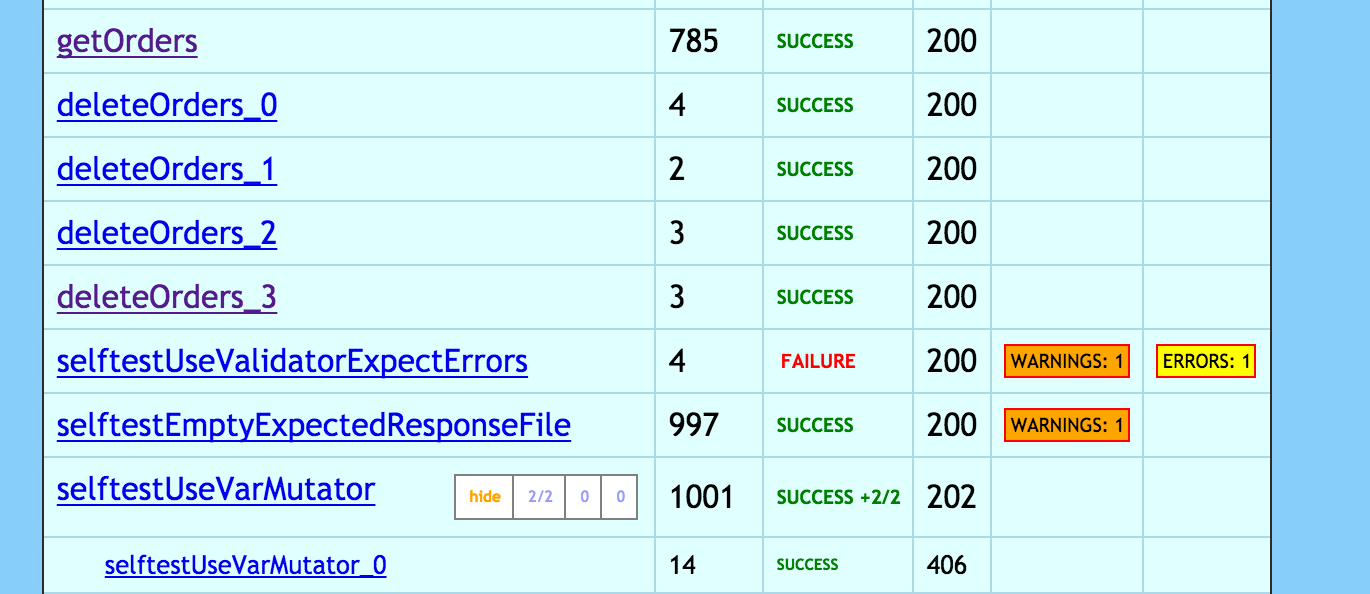 getOrders 785 SUCCESS 200
deleteOrders_0 4 SUCCESS 200
deleteOrders_1 2 SUCCESS 200
deleteOrders_2 3 SUCCESS 200
deleteOrders_3 3 SUCCESS 200
selftestUseValidatorExpectErrors 4 FAILURE 200 WARNINGS: 1 ERRORS: 1
selftestEmptyExpectedResponseFile 997 SUCCESS 200 WARNINGS: 1
selftestUseVarMutator hide 2/2 0 0 1001 SUCCESS +2/2 202
selftestUseVarMutator_0 14 SUCCESS 406